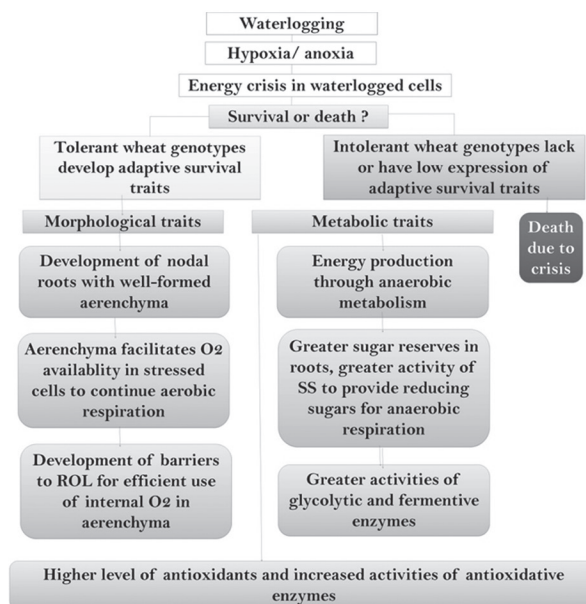 Waterlogging
Hypoxia/ anoxia
Energy crisis in waterlogged cells
Survival or death ?
Tolerant wheat genotypes
develop adaptive survival
traits
Intolerant wheat genotypes lack
or have low expression of
adaptive survival traits
Morphological traits
Metabolic traits
Death
due to
crisis
Development of nodal
roots with well-formed
aerenchyma
Energy production
through anaerobic
metabolism
Aerenchyma facilitates O2
availablity in stressed
cells to continue aerobic
respiration
Greater sugar reserves in
roots, greater activity of
SS to provide reducing
sugars for anaerobic
respiration
Development of barriers
to ROL for efficient use
of internal O2 in
aerenchyma
Greater activities of
glycolytic and fermentive
enzymes
Higher level of antioxidants and increased activities of antioxidative
enzymes